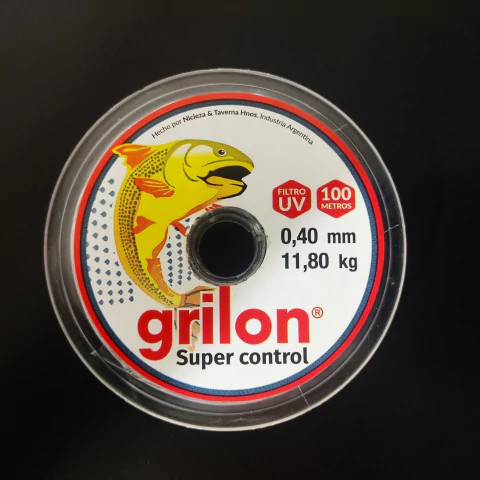 Hecho por Nicieza & Taverna Hnos. Industria Argentina
FILTRO
UV
100
METROS
0,40 mm
11,80 kg
grilon®
Super control